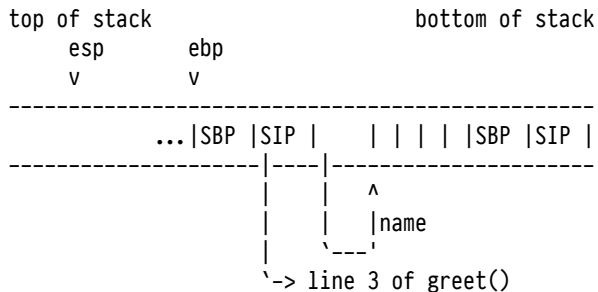 top of stack                    bottom of stack
     esp       ebp
     v         v
-------------------------------------------------
            ...|SBP |SIP |    | | | | |SBP |SIP |
---------------------|----|----------------------
                     |    |   ^
                     |    |   |name
                     |    `---'
                     `-> line 3 of greet()